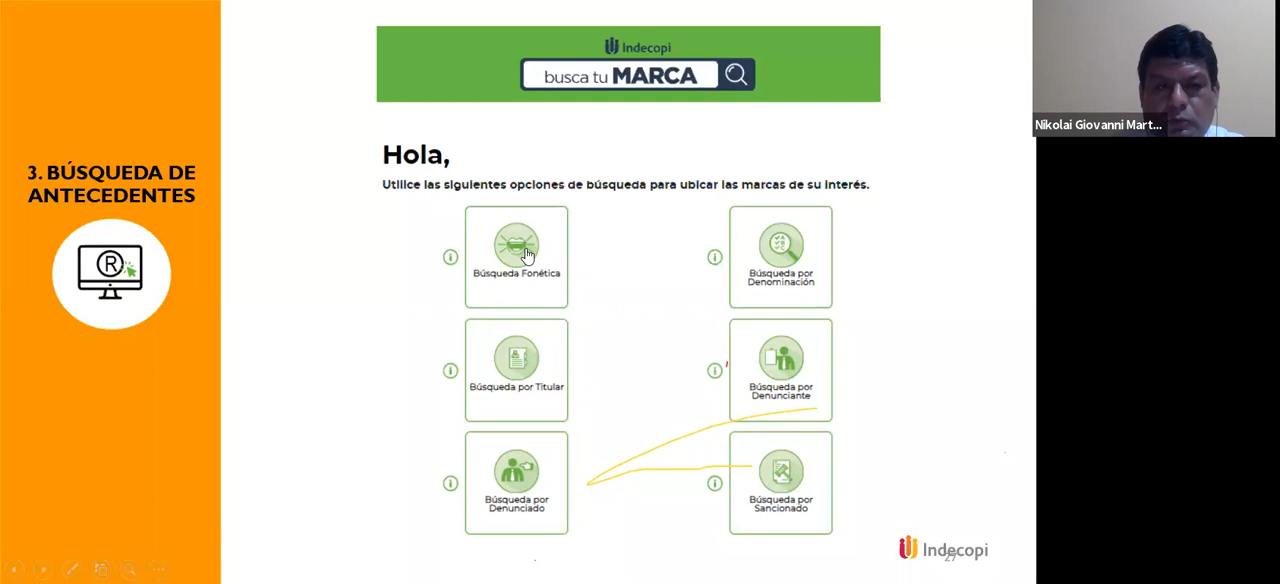 3. BÚSQUEDA DE
ANTECEDENTES
R
Indecopi
busca tu MARCA
Hola,
Utilice las siguientes opciones de búsqueda para ubicar las marcas de su interés.
Búsqueda Fonética
Búsqueda por
Denominación
Búsqueda por Titular
Búsqueda por
Denunciante
Búsqueda por
Denunciado
Búsqueda por
Sancionado
Indecopi
27
Nikolai Giovanni Mart...